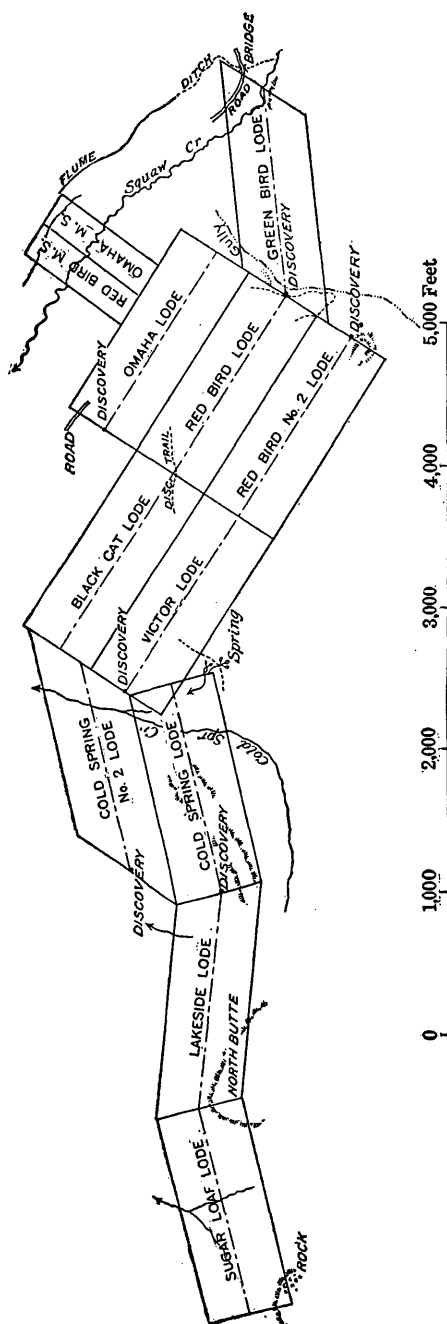 BRIDGE
DITCH
ROAD
FLUME
Squaw Cr
OMAHA M.S.
RED BIRD M.S.
GREEN BIRD LODE
DISCOVERY
Gully
ROAD
DISCOVERY
OMAHA LODE
RED BIRD LODE
DISCOVERY
RED BIRD No. 2 LODE
DISC. TRAIL
BLACK CAT LODE
VICTOR LODE
DISCOVERY
Spring
Cold Spr. Cr.
COLD SPRING
No. 2 LODE
DISCOVERY
COLD SPRING LODE
DISCOVERY
LAKESIDE LODE
NORTH BUTTE
SUGAR LOAF LODE
ROCK
0 1,000 2,000 3,000 4,000 5,000 Feet